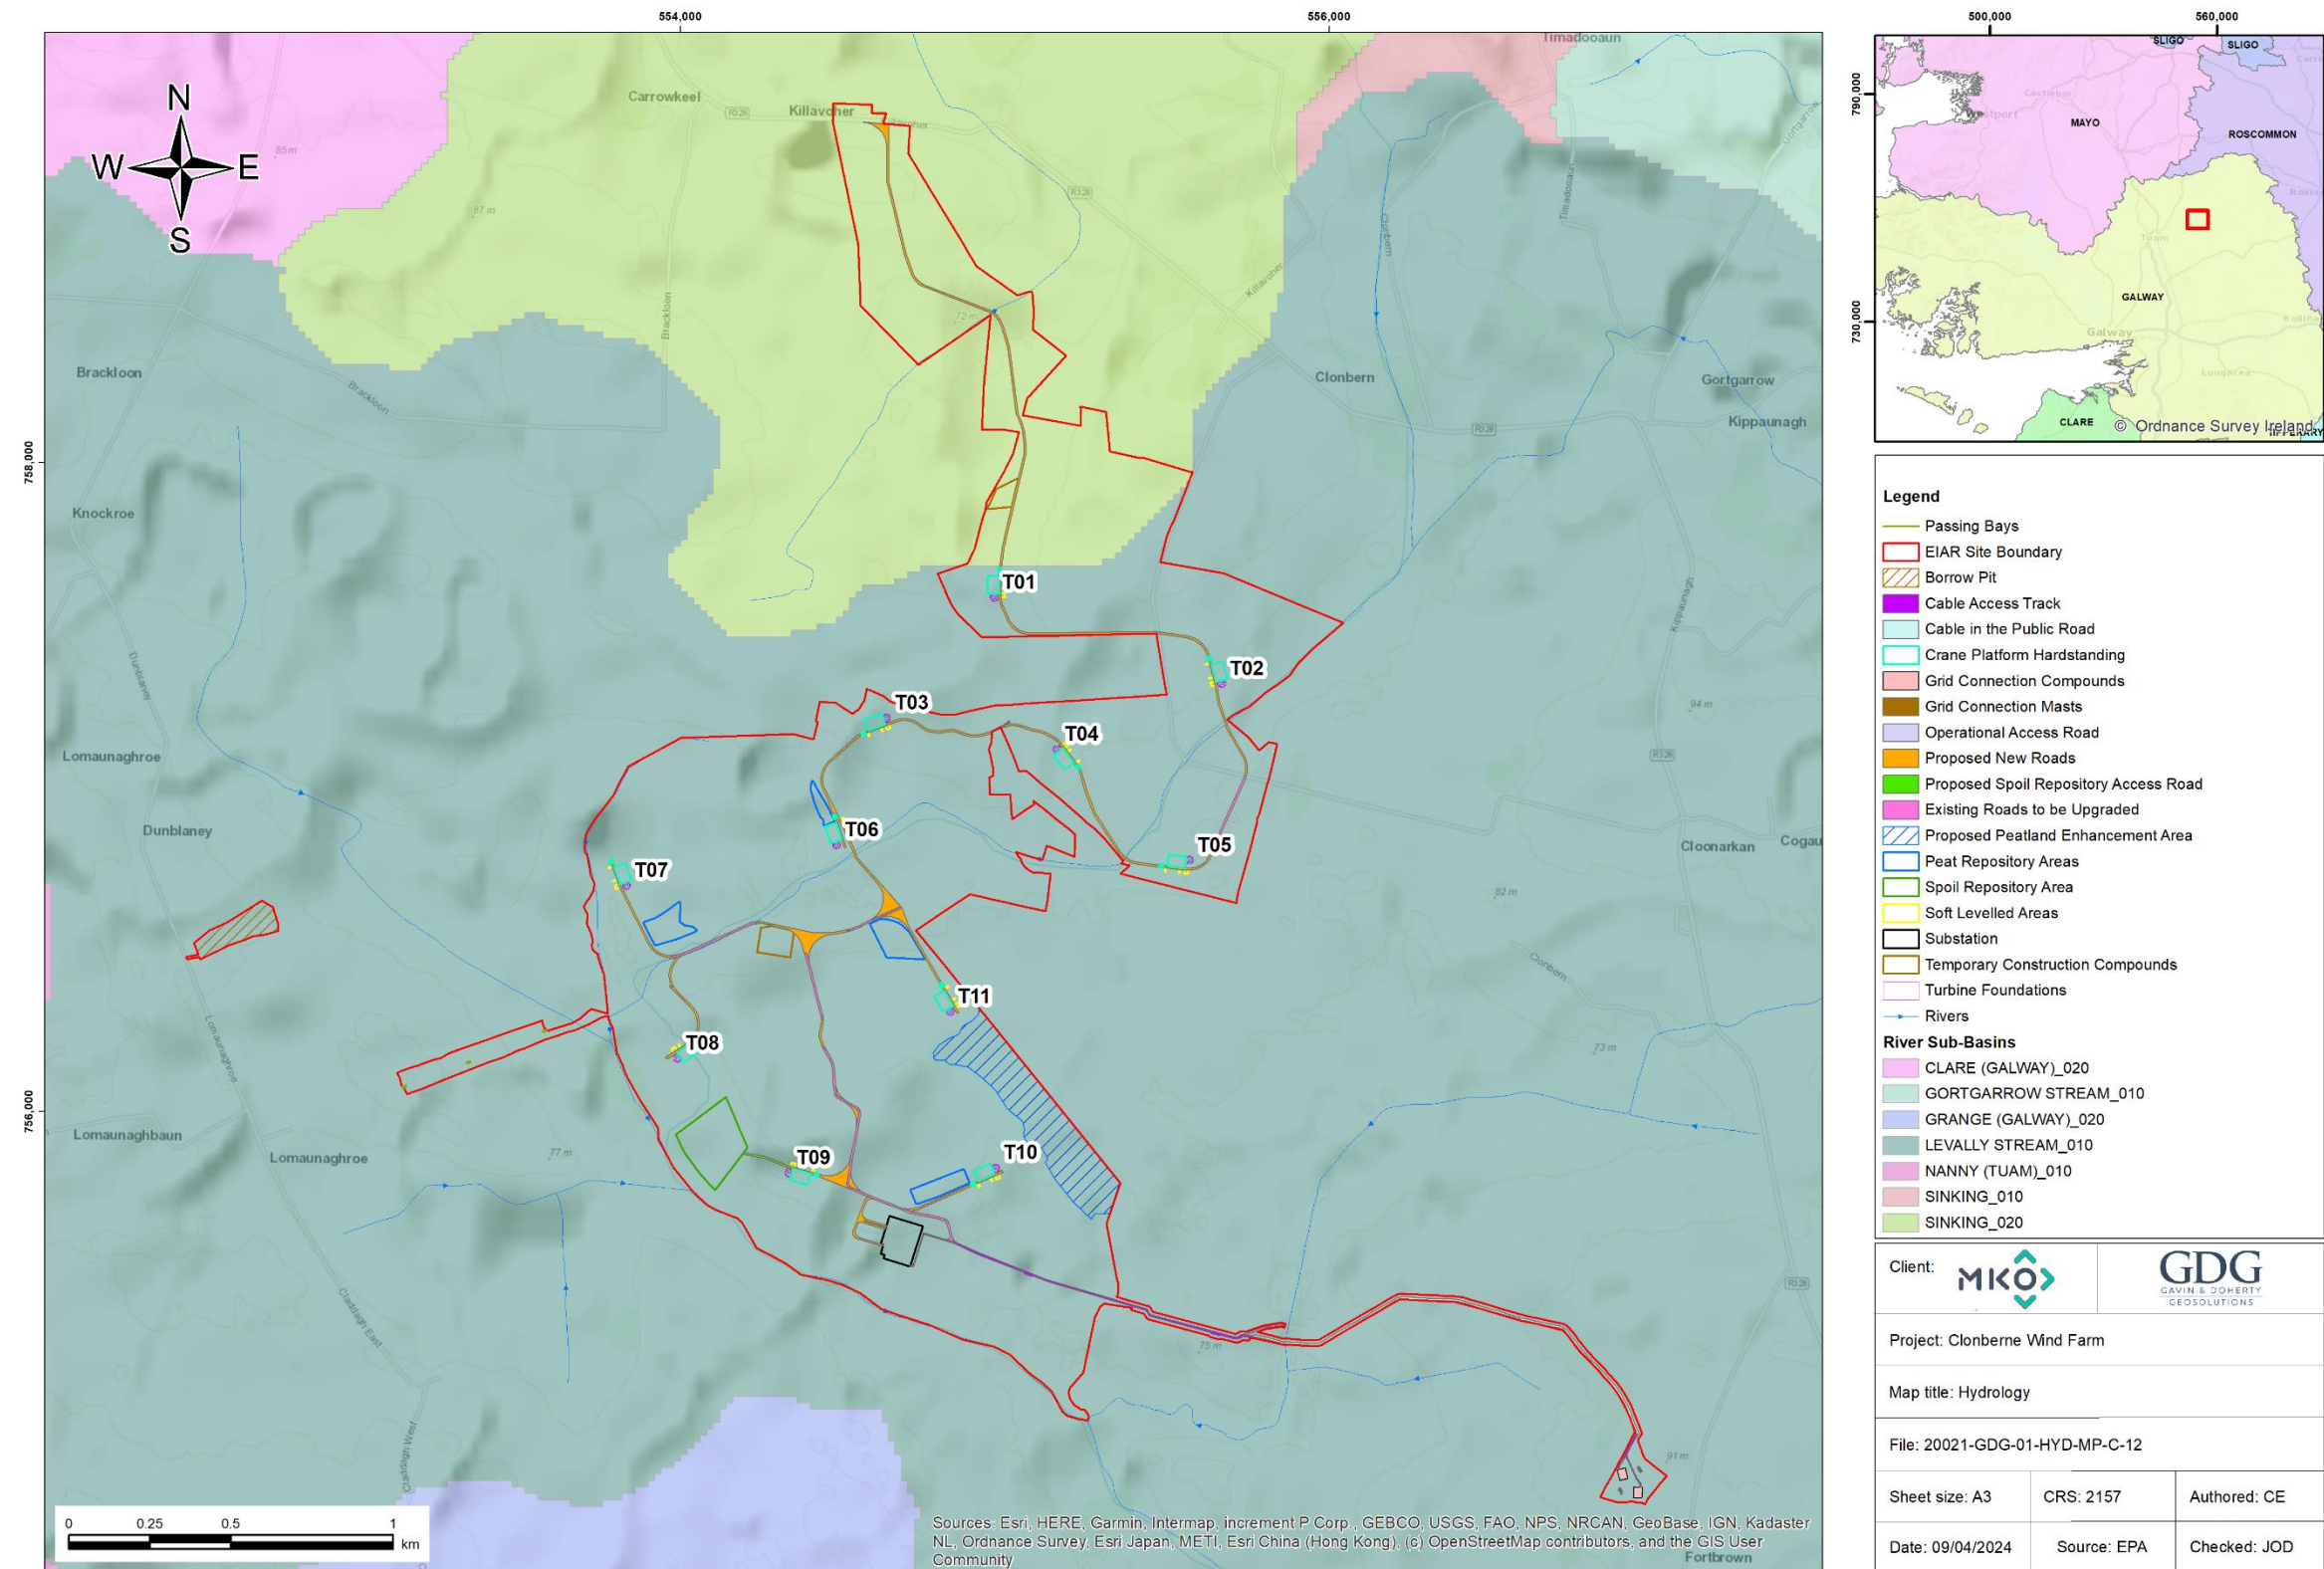 554,000
556,000
758,000
756,000
N
W E
S
Timadooaun
Carrowkeel
R328
Killavoher
85 m
87 m
R328
Gortgarrow
Clonbern
Timadooaun
Killavoher
72 m
Brackloon
Brackloon
Brackloon
Clonbern
Gortgarrow
Kippaunagh
R328
Knockroe
T01
Kippaunagh
T02
Dunblaney
T03
94 m
T04
R328
Lomaunaghroe
Dunblaney
T06
T05
Cloonarkan
Cogau
T07
82 m
Clonbern
T11
Lomaunaghroe
T08
73 m
Lomaunaghbaun
Lomaunaghroe
77 m
T09
T10
R328
Claddagh East
75 m
Claddagh West
91 m
Fortbrown
0 0.25 0.5 1
km
Sources: Esri, HERE, Garmin, Intermap, increment P Corp., GEBCO, USGS, FAO, NPS, NRCAN, GeoBase, IGN, Kadaster
NL, Ordnance Survey, Esri Japan, METI, Esri China (Hong Kong), (c) OpenStreetMap contributors, and the GIS User
Community
500,000
560,000
790,000
730,000
SLIGO
SLIGO
Castlebar
MAYO
ROSCOMMON
Tuam
GALWAY
Galway
Loughrea
CLARE
© Ordnance Survey Ireland
Legend
Passing Bays
EIAR Site Boundary
Borrow Pit
Cable Access Track
Cable in the Public Road
Crane Platform Hardstanding
Grid Connection Compounds
Grid Connection Masts
Operational Access Road
Proposed New Roads
Proposed Spoil Repository Access Road
Existing Roads to be Upgraded
Proposed Peatland Enhancement Area
Peat Repository Areas
Spoil Repository Area
Soft Levelled Areas
Substation
Temporary Construction Compounds
Turbine Foundations
Rivers
River Sub-Basins
CLARE (GALWAY)_020
GORTGARROW STREAM_010
GRANGE (GALWAY)_020
LEVALLY STREAM_010
NANNY (TUAM)_010
SINKING_010
SINKING_020
Client:
MKO
GDG
GAVIN & DOHERTY
GEOSOLUTIONS
Project: Clonberne Wind Farm
Map title: Hydrology
File: 20021-GDG-01-HYD-MP-C-12
Sheet size: A3
CRS: 2157
Authored: CE
Date: 09/04/2024
Source: EPA
Checked: JOD